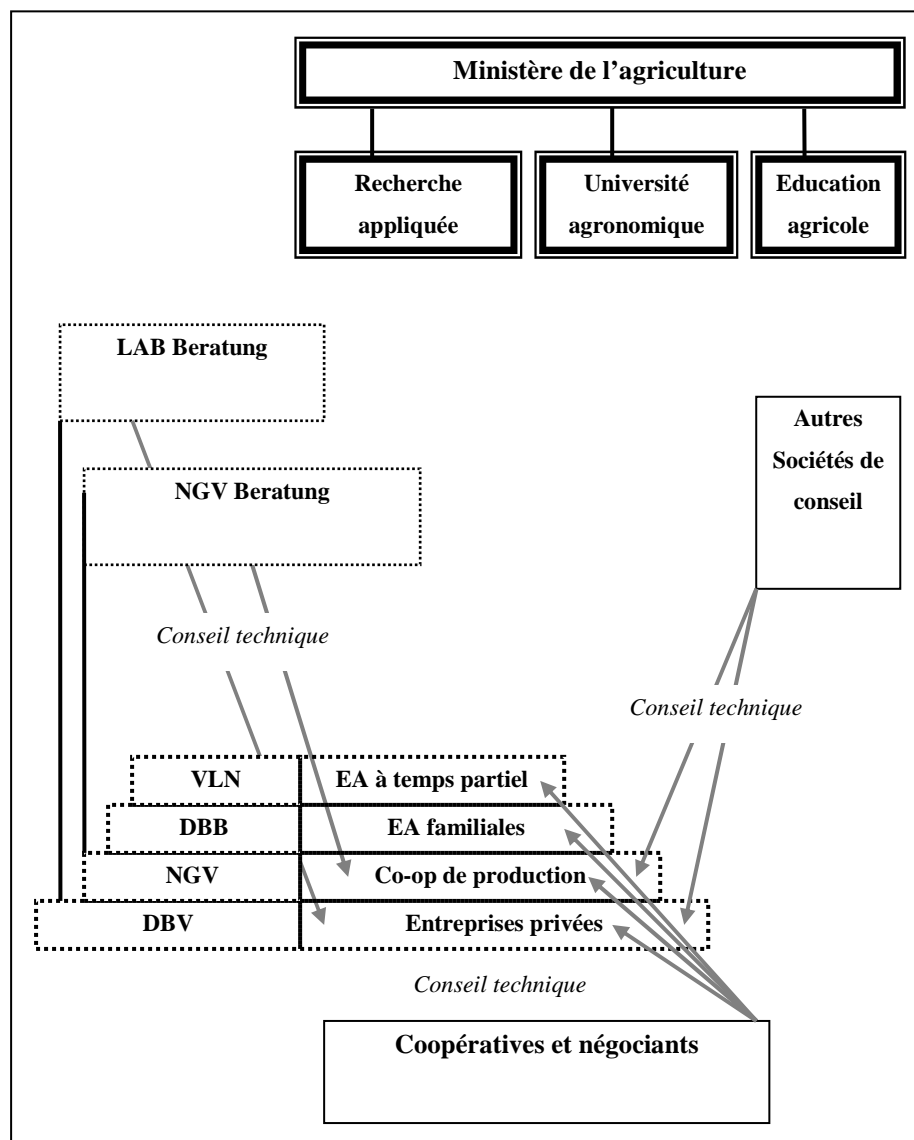 Ministère de l'agriculture
Recherche
appliquée
Université
agronomique
Education
agricole
LAB Beratung
Autres
Sociétés de
conseil
NGV Beratung
Conseil technique
Conseil technique
VLN
EA à temps partiel
DBB
EA familiales
NGV
Co-op de production
DBV
Entreprises privées
Conseil technique
Coopératives et négociants